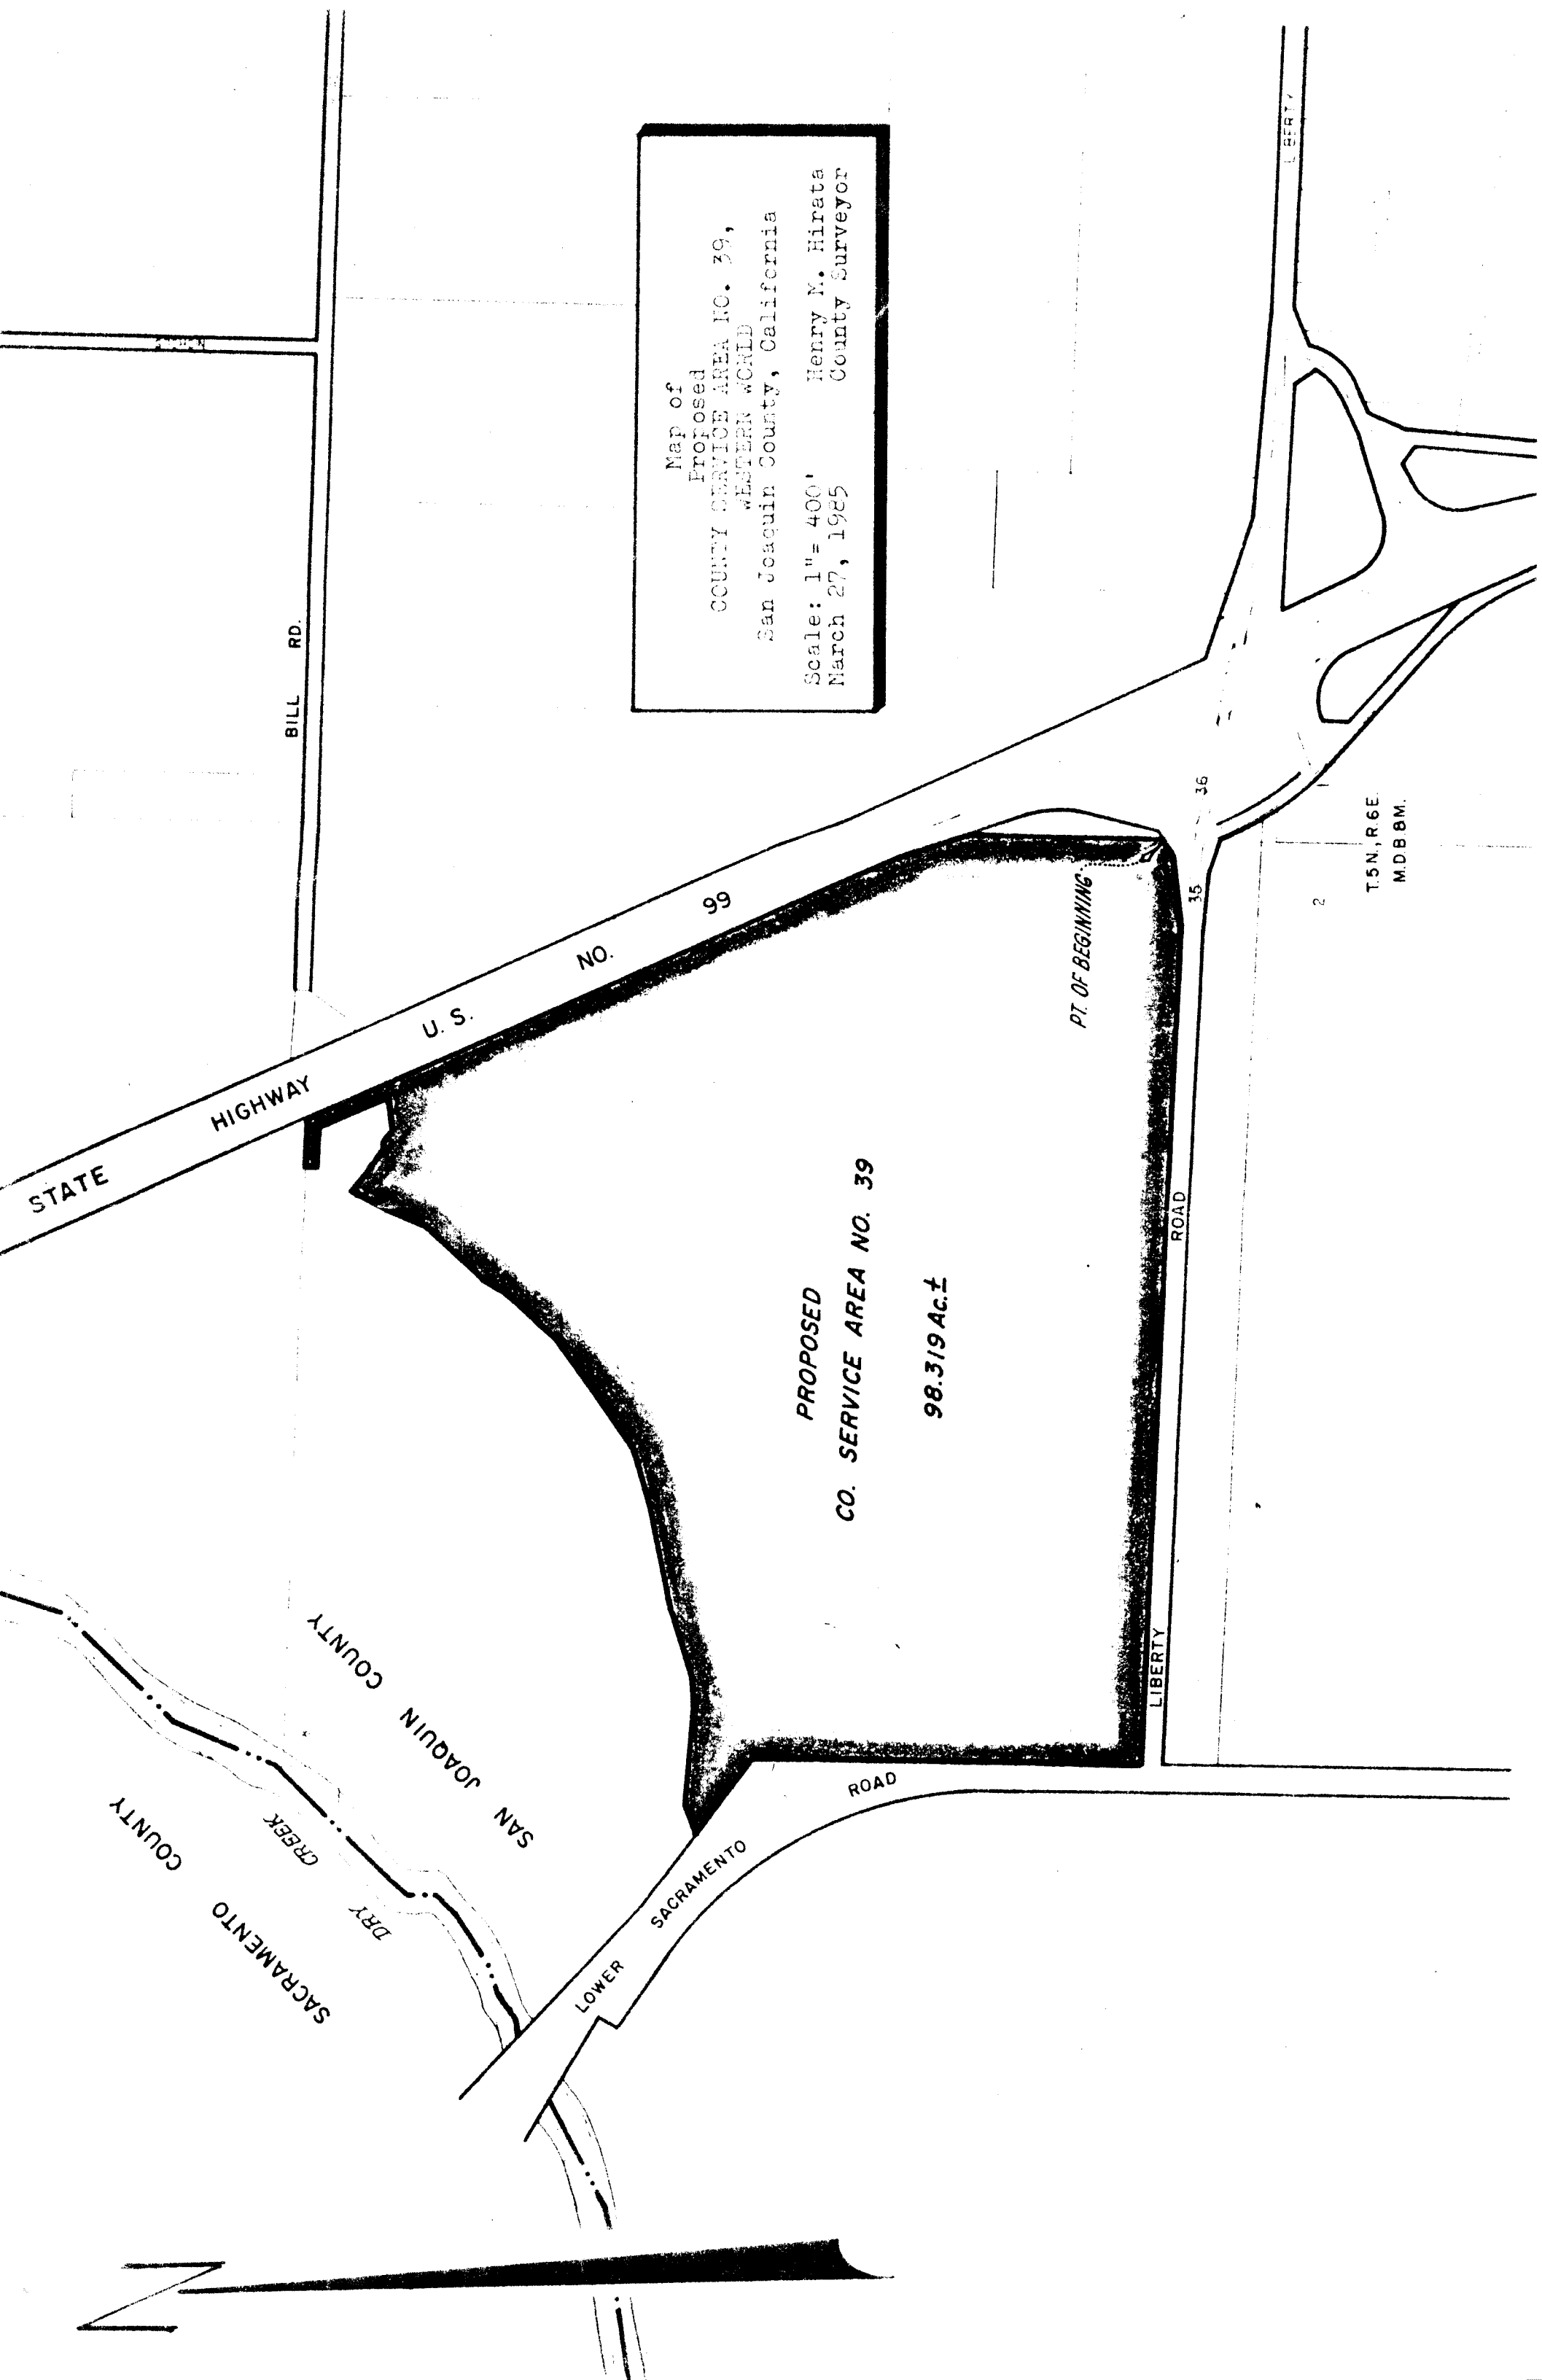 Map of
Proposed
COUNTY SERVICE AREA NO. 39,
WESTERN WORLD
San Joaquin County, California
Scale: 1"= 400' Henry M. Hirata
March 27, 1985 County Surveyor
BILL RD.
STATE HIGHWAY U. S. NO. 99
LIBERTY
PT. OF BEGINNING
36
35
1
2
T.5N.,R.6E.
M.D.B.&M.
PROPOSED
CO. SERVICE AREA NO. 39
98.319 Ac.±
LIBERTY ROAD
LOWER SACRAMENTO ROAD
SAN JOAQUIN COUNTY
DRY CREEK
SACRAMENTO COUNTY
N